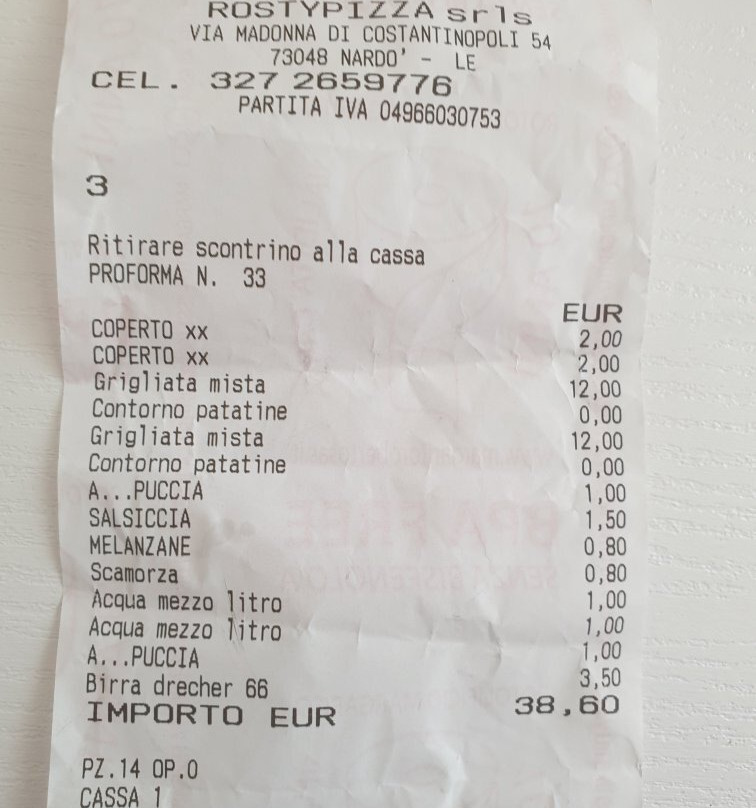 ROSTYPIZZA srls
VIA MADONNA DI COSTANTINOPOLI 54
73048 NARDO' - LE
CEL. 327 2659776
PARTITA IVA 04966030753
3
Ritirare scontrino alla cassa
PROFORMA N. 33
EUR
COPERTO xx 2,00
COPERTO xx 2,00
Grigliata mista 12,00
Contorno patatine 0,00
Grigliata mista 12,00
Contorno patatine 0,00
A...PUCCIA 1,00
SALSICCIA 1,50
MELANZANE 0,80
Scamorza 0,80
Acqua mezzo litro 1,00
Acqua mezzo litro 1,00
A...PUCCIA 1,00
Birra drecher 66 3,50
IMPORTO EUR 38,60
PZ.14 OP.0
CASSA 1